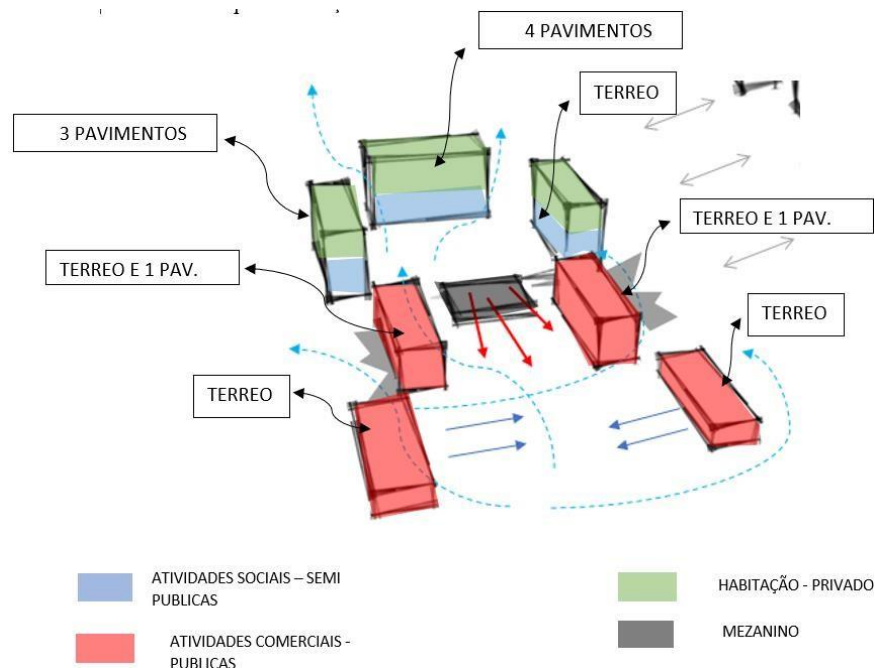 4 PAVIMENTOS
TERREO
3 PAVIMENTOS
TERREO E 1 PAV.
TERREO E 1 PAV.
TERREO
TERREO
ATIVIDADES SOCIAIS – SEMI
PUBLICAS
HABITAÇÃO - PRIVADO
ATIVIDADES COMERCIAIS -
PUBLICAS
MEZANINO